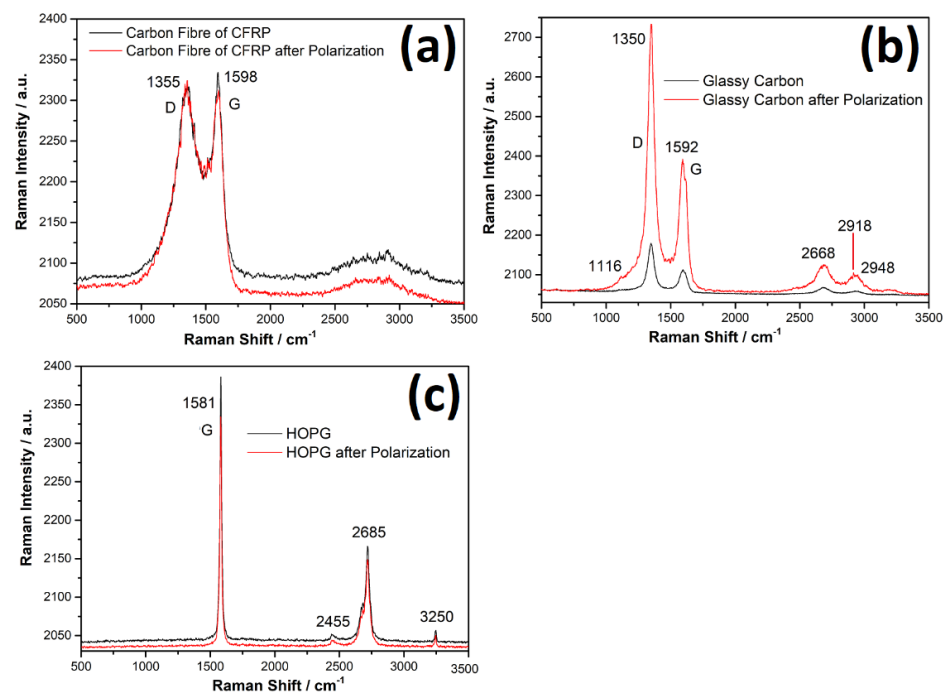 (a)
Carbon Fibre of CFRP
Carbon Fibre of CFRP after Polarization
1355
1598
D
G
2400
2350
2300
2250
2200
2150
2100
2050
Raman Intensity / a.u.
500 1000 1500 2000 2500 3000 3500
Raman Shift / cm-1
(b)
Glassy Carbon
Glassy Carbon after Polarization
1350
D
1592
G
1116
2668
2918
2948
2700
2600
2500
2400
2300
2200
2100
Raman Intensity / a.u.
500 1000 1500 2000 2500 3000 3500
Raman Shift / cm-1
(c)
HOPG
HOPG after Polarization
1581
G
2685
2455
3250
2400
2350
2300
2250
2200
2150
2100
2050
Raman Intensity / a.u.
500 1000 1500 2000 2500 3000 3500
Raman Shift / cm-1